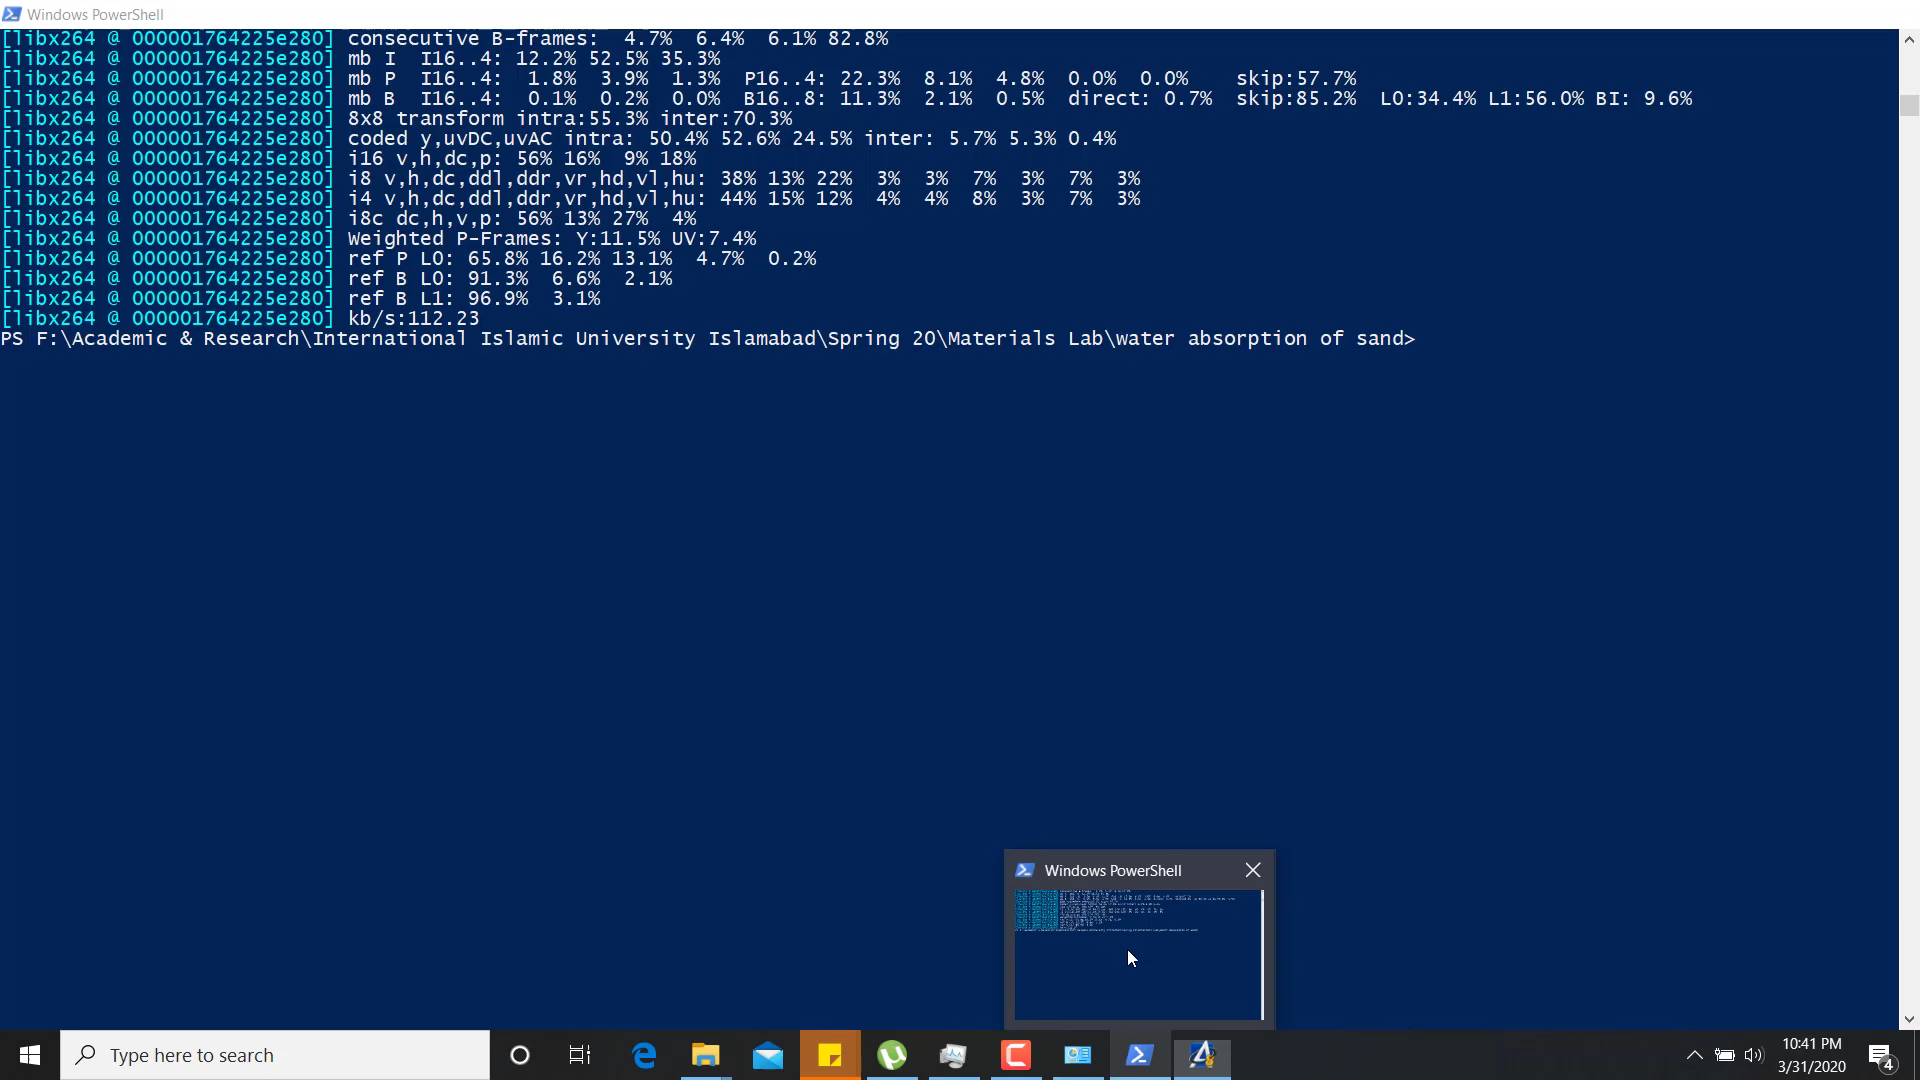 Windows PowerShell
[libx264 @ 000001764225e280] consecutive B-frames:  4.7%  6.4%  6.1% 82.8%
[libx264 @ 000001764225e280] mb I  I16..4: 12.2% 52.5% 35.3%
[libx264 @ 000001764225e280] mb P  I16..4:  1.8%  3.9%  1.3%  P16..4: 22.3%  8.1%  4.8%  0.0%  0.0%    skip:57.7%
[libx264 @ 000001764225e280] mb B  I16..4:  0.1%  0.2%  0.0%  B16..8: 11.3%  2.1%  0.5%  direct: 0.7%  skip:85.2%  L0:34.4% L1:56.0% BI: 9.6%
[libx264 @ 000001764225e280] 8x8 transform intra:55.3% inter:70.3%
[libx264 @ 000001764225e280] coded y,uvDC,uvAC intra: 50.4% 52.6% 24.5% inter: 5.7% 5.3% 0.4%
[libx264 @ 000001764225e280] i16 v,h,dc,p: 56% 16%  9% 18%
[libx264 @ 000001764225e280] i8 v,h,dc,ddl,ddr,vr,hd,vl,hu: 38% 13% 22%  3%  3%  7%  3%  7%  3%
[libx264 @ 000001764225e280] i4 v,h,dc,ddl,ddr,vr,hd,vl,hu: 44% 15% 12%  4%  4%  8%  3%  7%  3%
[libx264 @ 000001764225e280] i8c dc,h,v,p: 56% 13% 27%  4%
[libx264 @ 000001764225e280] Weighted P-Frames: Y:11.5% UV:7.4%
[libx264 @ 000001764225e280] ref P L0: 65.8% 16.2% 13.1%  4.7%  0.2%
[libx264 @ 000001764225e280] ref B L0: 91.3%  6.6%  2.1%
[libx264 @ 000001764225e280] ref B L1: 96.9%  3.1%
[libx264 @ 000001764225e280] kb/s:112.23
PS F:\Academic & Research\International Islamic University Islamabad\Spring 20\Materials Lab\water absorption of sand>
Windows PowerShell
Type here to search
10:41 PM
3/31/2020
4